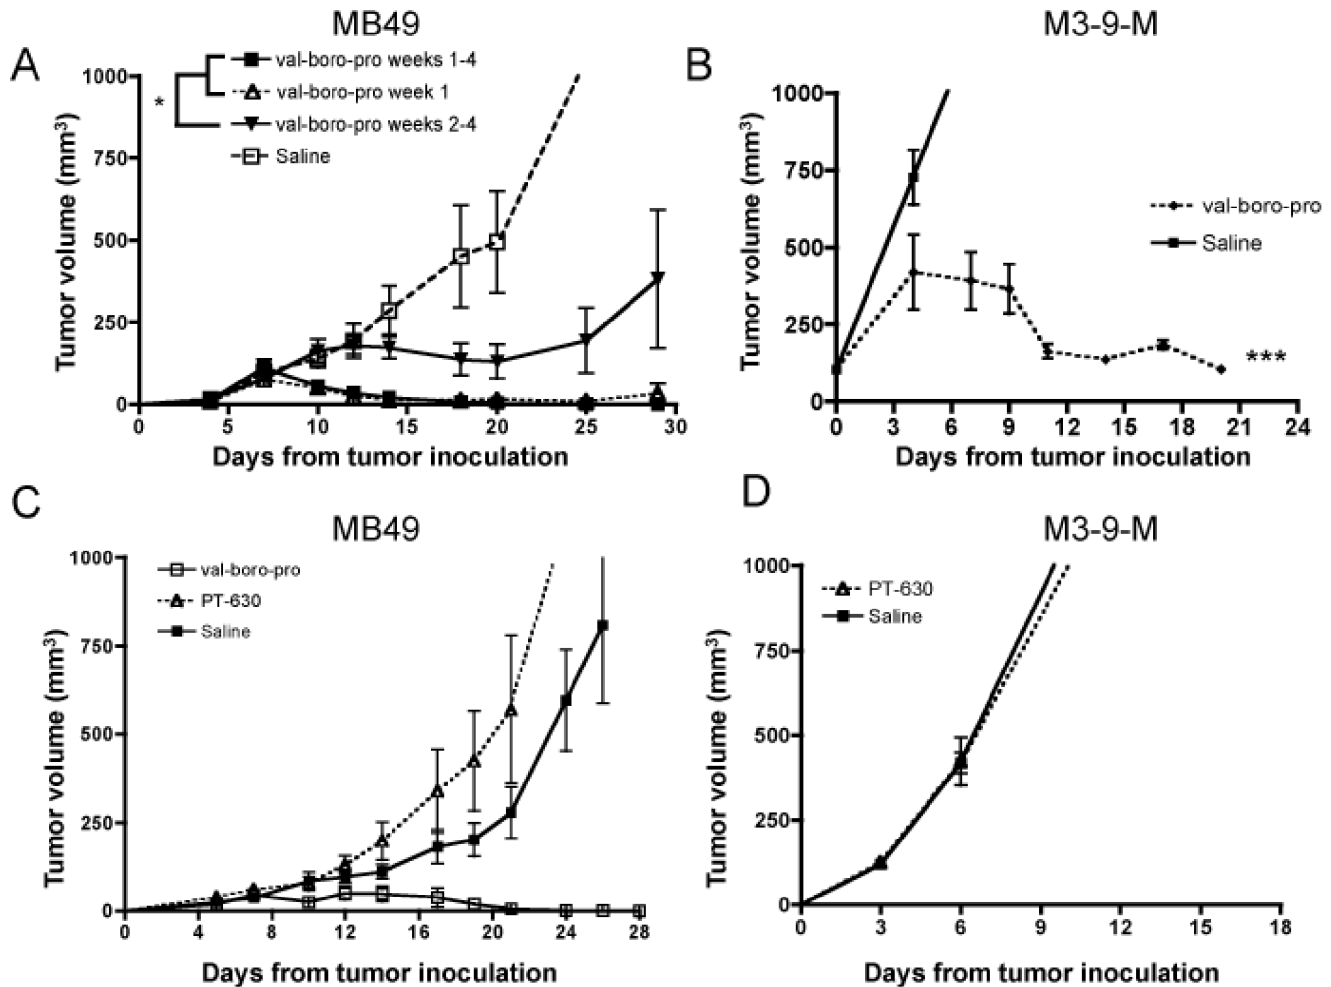 MB49
A
* val-boro-pro weeks 1-4
val-boro-pro week 1
val-boro-pro weeks 2-4
Saline
1000
750
500
250
0
Tumor volume (mm³)
0 5 10 15 20 25 30
Days from tumor inoculation
M3-9-M
B
1000
750
500
250
0
Tumor volume (mm³)
val-boro-pro
Saline
***
0 3 6 9 12 15 18 21 24
Days from tumor inoculation
C
MB49
val-boro-pro
PT-630
Saline
1000
750
500
250
0
Tumor volume (mm³)
0 4 8 12 16 20 24 28
Days from tumor inoculation
D
M3-9-M
PT-630
Saline
1000
750
500
250
0
Tumor volume (mm³)
0 3 6 9 12 15 18
Days from tumor inoculation